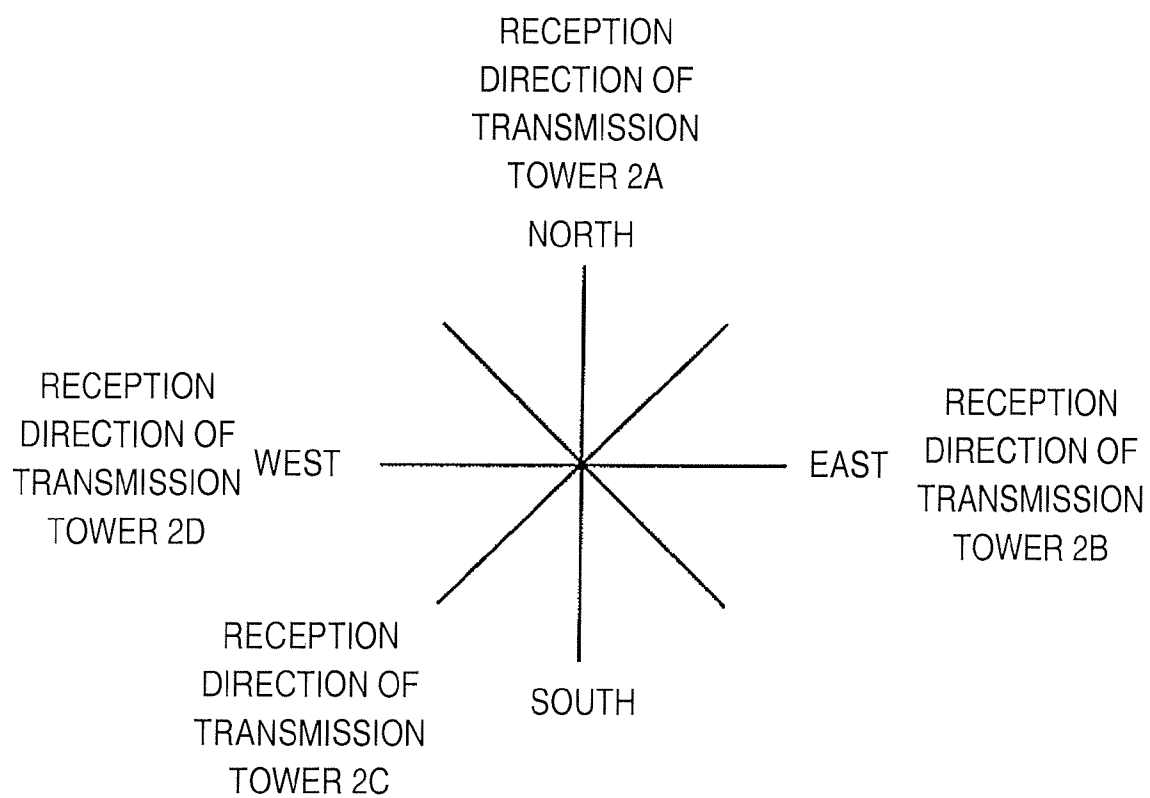 RECEPTION
DIRECTION OF
TRANSMISSION
TOWER 2A
NORTH
RECEPTION
DIRECTION OF
TRANSMISSION
TOWER 2D
WEST
EAST
RECEPTION
DIRECTION OF
TRANSMISSION
TOWER 2B
RECEPTION
DIRECTION OF
TRANSMISSION
TOWER 2C
SOUTH